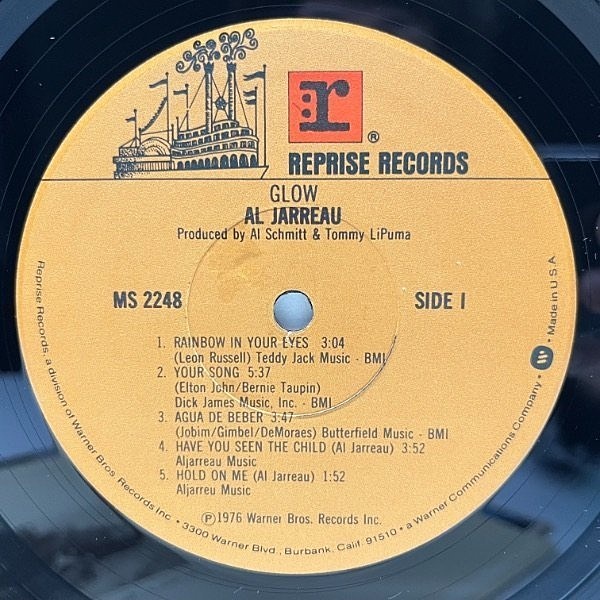 r ®
REPRISE RECORDS
GLOW
AL JARREAU
Produced by Al Schmitt & Tommy LiPuma
MS 2248
SIDE 1
1. RAINBOW IN YOUR EYES 3:04
(Leon Russell) Teddy Jack Music - BMI
2. YOUR SONG 5:37
(Elton John/Bernie Taupin)
Dick James Music, Inc. - BMI
3. AGUA DE BEBER 3:47
(Jobim/Gimbel/DeMoraes) Butterfield Music - BMI
4. HAVE YOU SEEN THE CHILD (Al Jarreau) 3:52
Aljarreau Music
5. HOLD ON ME (Al Jarreau) 1:52
Aljarreu Music
℗1976 Warner Bros. Records Inc.
Reprise Records, a division of Warner Bros Records Inc • 3300 Warner Blvd., Burbank, Calif. 91510 • a Warner Communications Company • W • Made in U.S.A.